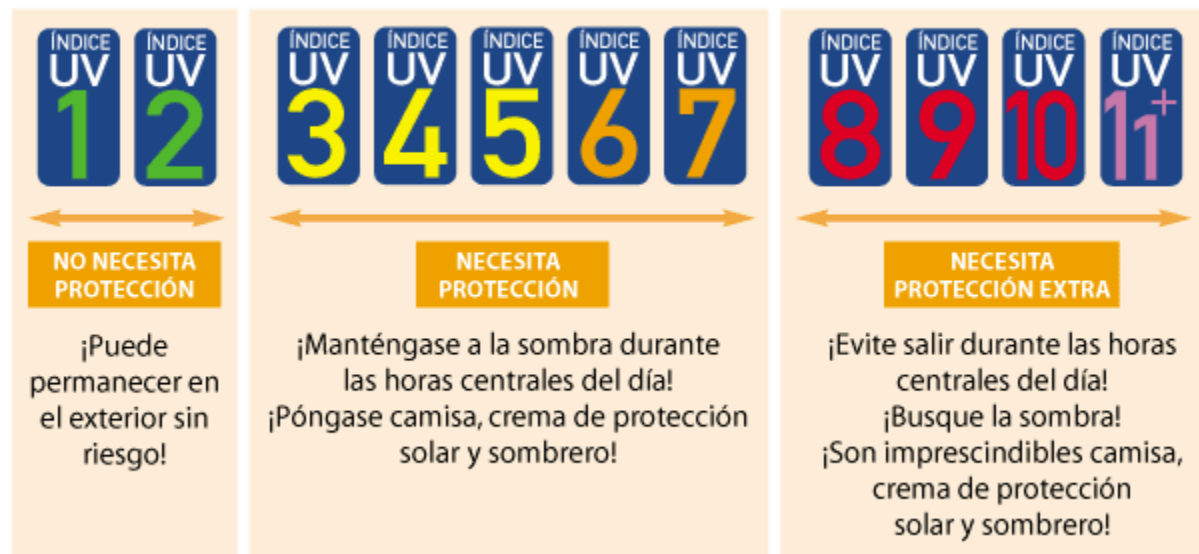 ÍNDICE
UV
1
ÍNDICE
UV
2
NO NECESITA
PROTECCIÓN
¡Puede
permanecer en
el exterior sin
riesgo!
ÍNDICE
UV
3
ÍNDICE
UV
4
ÍNDICE
UV
5
ÍNDICE
UV
6
ÍNDICE
UV
7
NECESITA
PROTECCIÓN
¡Manténgase a la sombra durante
las horas centrales del día!
¡Póngase camisa, crema de protección
solar y sombrero!
ÍNDICE
UV
8
ÍNDICE
UV
9
ÍNDICE
UV
10
ÍNDICE
UV
11+
NECESITA
PROTECCIÓN EXTRA
¡Evite salir durante las horas
centrales del día!
¡Busque la sombra!
¡Son imprescindibles camisa,
crema de protección
solar y sombrero!